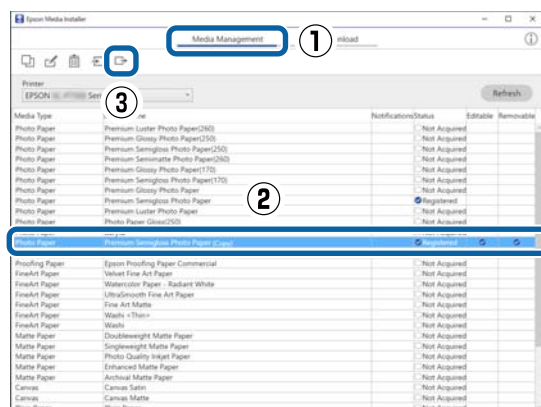 Epson Media Installer
Media Management
nload
1
3
Printer
EPSON
Seri
Refresh
Media Type
Notifications Status Editable Removable
Photo Paper Premium Luster Photo Paper(260) Not Acquired
Photo Paper Premium Glossy Photo Paper(250) Not Acquired
Photo Paper Premium Semigloss Photo Paper(250) Not Acquired
Photo Paper Premium Semimatte Photo Paper(260) Not Acquired
Photo Paper Premium Glossy Photo Paper(170) Not Acquired
Photo Paper Premium Semigloss Photo Paper(170) Not Acquired
Photo Paper Premium Glossy Photo Paper Not Acquired
Photo Paper Premium Semigloss Photo Paper Registered
Photo Paper Premium Luster Photo Paper Not Acquired
Photo Paper Photo Paper Gloss(250) Not Acquired
2
Photo Paper Premium Semigloss Photo Paper (Copy) Registered
Proofing Paper Epson Proofing Paper Commercial Not Acquired
FineArt Paper Velvet Fine Art Paper Not Acquired
FineArt Paper Watercolor Paper - Radiant White Not Acquired
FineArt Paper UltraSmooth Fine Art Paper Not Acquired
FineArt Paper Fine Art Matte Not Acquired
FineArt Paper Washi <Thin> Not Acquired
FineArt Paper Washi Not Acquired
Matte Paper Doubleweight Matte Paper Not Acquired
Matte Paper Singleweight Matte Paper Not Acquired
Matte Paper Photo Quality Inkjet Paper Not Acquired
Matte Paper Enhanced Matte Paper Not Acquired
Matte Paper Archival Matte Paper Not Acquired
Canvas Canvas Satin Not Acquired
Canvas Canvas Matte Not Acquired